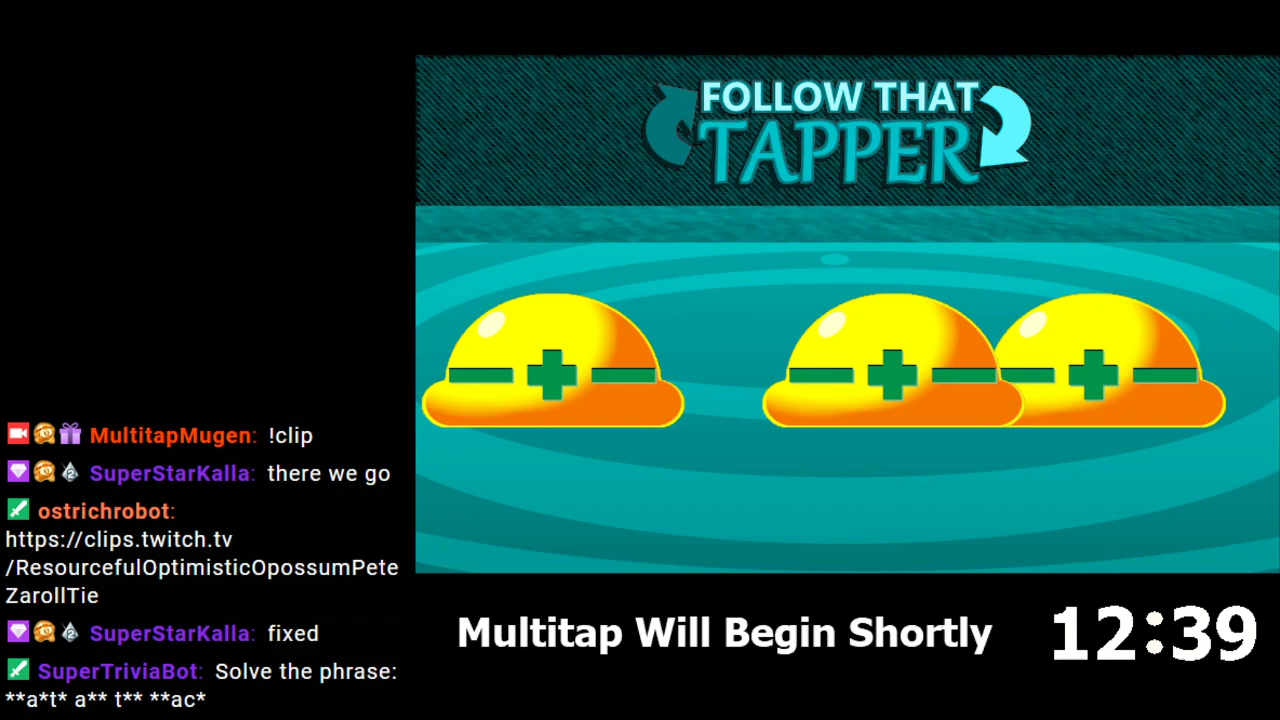 FOLLOW THAT
TAPPER
MultitapMugen: !clip
SuperStarKalla: there we go
ostrichrobot:
https://clips.twitch.tv
/ResourcefulOptimisticOpossumPete
ZarollTie
SuperStarKalla: fixed
SuperTriviaBot: Solve the phrase:
**a*t* a** t** **ac*
Multitap Will Begin Shortly
12:39